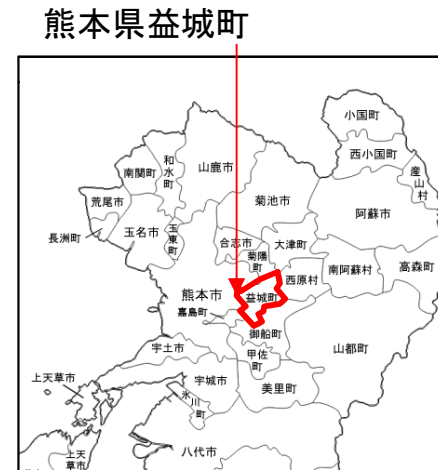 熊本県益城町
小国町
西小国町
産山村
和水町
山鹿市
南関町
菊池市
阿蘇市
荒尾市
玉名市
玉東町
長洲町
合志市
菊陽町
大津町
西原村
南阿蘇村
高森町
熊本市
益城町
嘉島町
御船町
宇土市
甲佐町
山都町
上天草市
宇城市
氷川町
美里町
上天草市
八代市